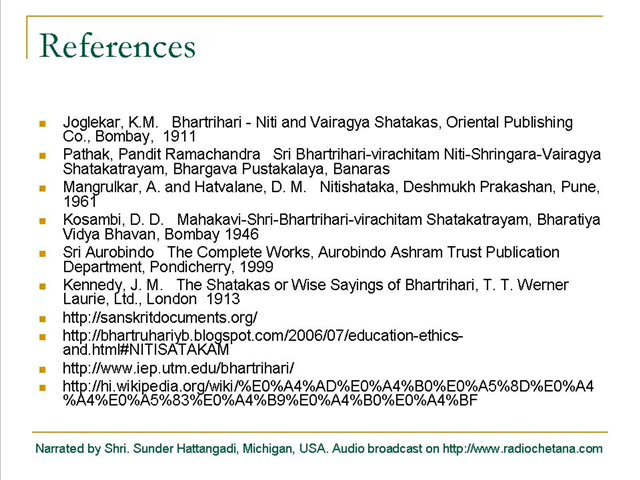 References
Joglekar, K.M.   Bhartrihari - Niti and Vairagya Shatakas, Oriental Publishing
Co., Bombay,  1911
Pathak, Pandit Ramachandra   Sri Bhartrihari-virachitam Niti-Shringara-Vairagya
Shatakatrayam, Bhargava Pustakalaya, Banaras
Mangrulkar, A. and Hatvalane, D. M.   Nitishataka, Deshmukh Prakashan, Pune,
1961
Kosambi, D. D.   Mahakavi-Shri-Bhartrihari-virachitam Shatakatrayam, Bharatiya
Vidya Bhavan, Bombay 1946
Sri Aurobindo   The Complete Works, Aurobindo Ashram Trust Publication
Department, Pondicherry, 1999
Kennedy, J. M.   The Shatakas or Wise Sayings of Bhartrihari, T. T. Werner
Laurie, Ltd., London  1913
http://sanskritdocuments.org/
http://bhartruhariyb.blogspot.com/2006/07/education-ethics-
and.html#NITISATAKAM
http://www.iep.utm.edu/bhartrihari/
http://hi.wikipedia.org/wiki/%E0%A4%AD%E0%A4%B0%E0%A5%8D%E0%A4
%A4%E0%A5%83%E0%A4%B9%E0%A4%B0%E0%A4%BF
Narrated by Shri. Sunder Hattangadi, Michigan, USA. Audio broadcast on http://www.radiochetana.com